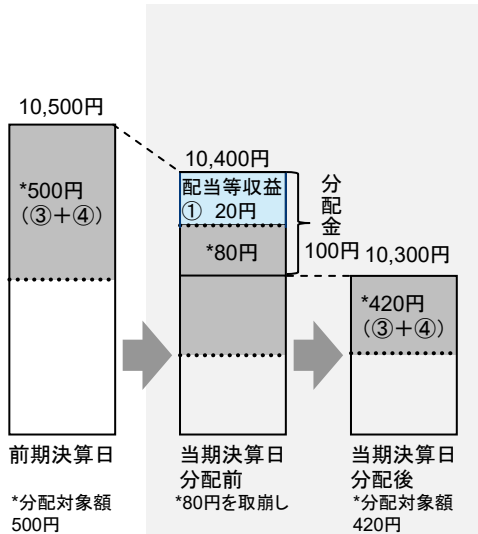 10,500円
*500円
(③+④)
前期決算日
*分配対象額
500円
10,400円
配当等収益
① 20円
*80円
分配金
100円
当期決算日
分配前
*80円を取崩し
10,300円
*420円
(③+④)
当期決算日
分配後
*分配対象額
420円